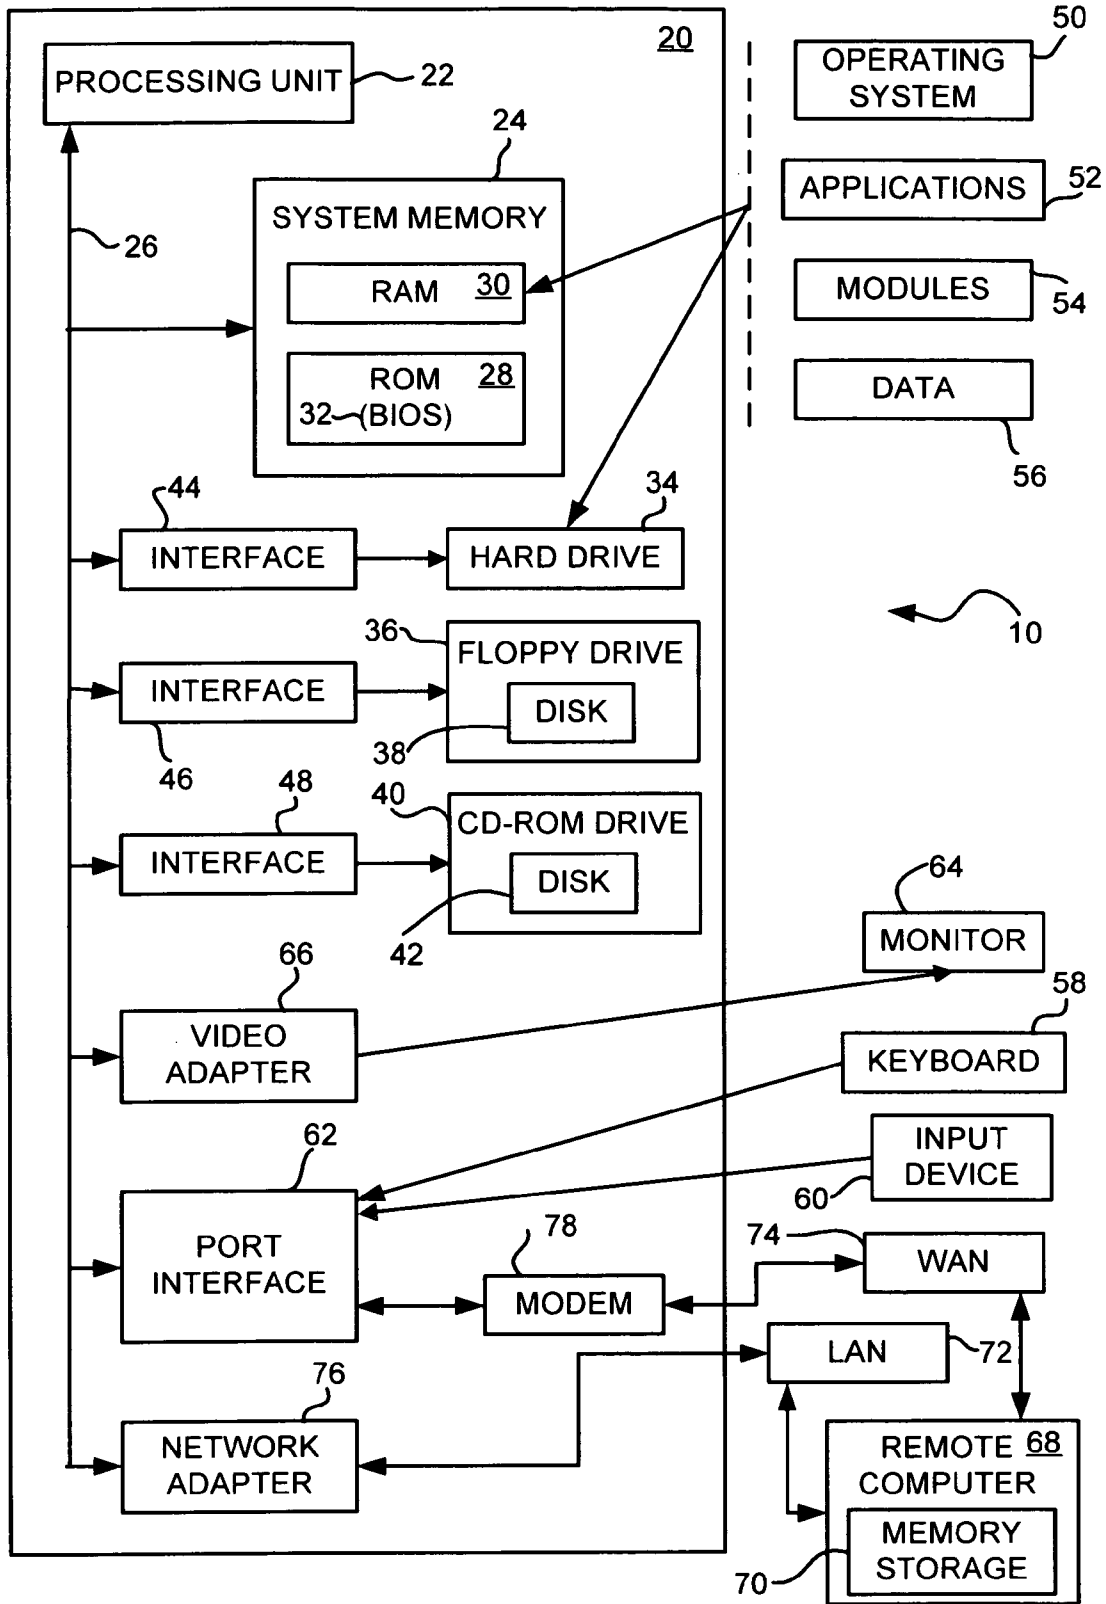 20
50
PROCESSING UNIT
22
OPERATING
SYSTEM
24
52
APPLICATIONS
SYSTEM MEMORY
26
RAM
30
MODULES
54
ROM
28
32
(BIOS)
DATA
56
44
34
INTERFACE
HARD DRIVE
10
36
FLOPPY DRIVE
INTERFACE
DISK
38
46
48
40
CD-ROM DRIVE
INTERFACE
DISK
42
64
MONITOR
66
58
VIDEO
ADAPTER
KEYBOARD
62
INPUT
DEVICE
60
PORT
INTERFACE
78
74
WAN
MODEM
LAN
72
76
NETWORK
ADAPTER
REMOTE
68
COMPUTER
MEMORY
STORAGE
70